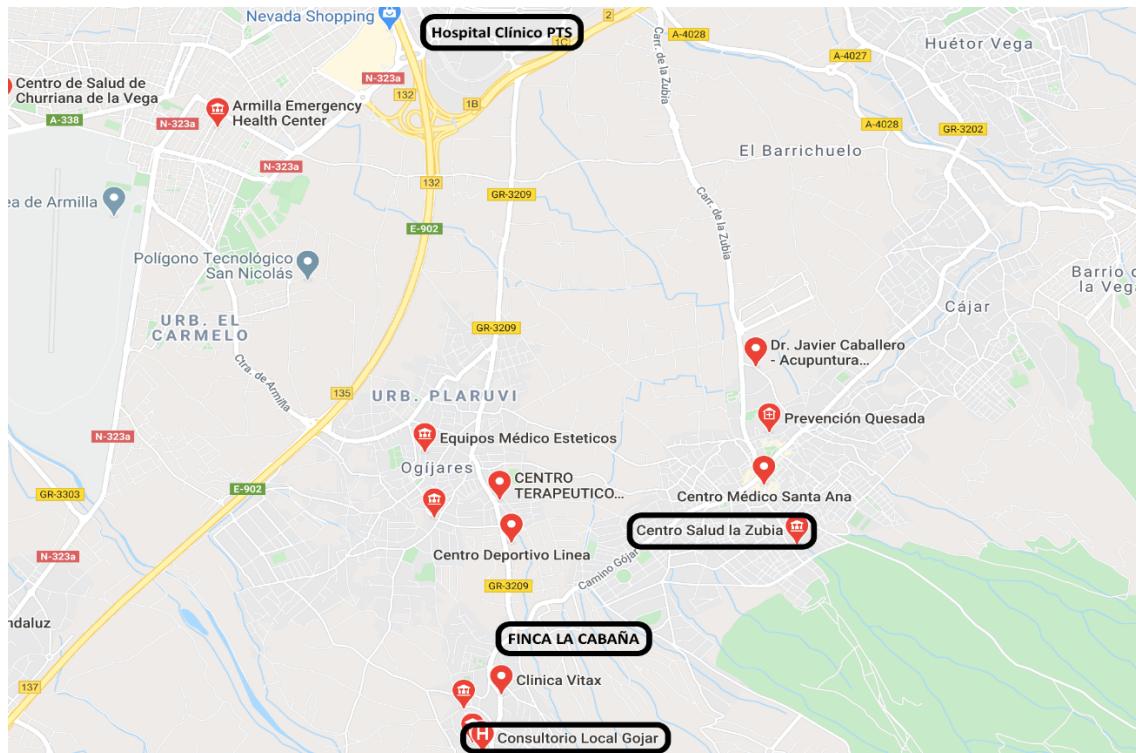 Nevada Shopping
Hospital Clínico PTS
2
1C
Huétor Vega
A-4028
A-4027
Carr. de la Zubia
Centro de Salud de
Churriana de la Vega
N-323a
132
1B
Armilla Emergency
Health Center
A-338
N-323a
N-323a
A-4028
GR-3202
El Barrichuelo
132
GR-3209
Carr. de la Zubia
ea de Armilla
E-902
Polígono Tecnológico
San Nicolás
Barrio d
la Vega
Cájar
URB. EL
CARMELO
GR-3209
Ctra. de Armilla
Dr. Javier Caballero
- Acupuntura...
135
URB. PLARUVI
Prevención Quesada
N-323a
Equipos Médico Esteticos
Ogíjares
CENTRO
TERAPEUTICO...
Centro Médico Santa Ana
E-902
GR-3303
Centro Salud la Zubia
N-323a
Centro Deportivo Linea
Camino Gójar
GR-3209
ndaluz
FINCA LA CABAÑA
Clínica Vitax
137
H
Consultorio Local Gojar